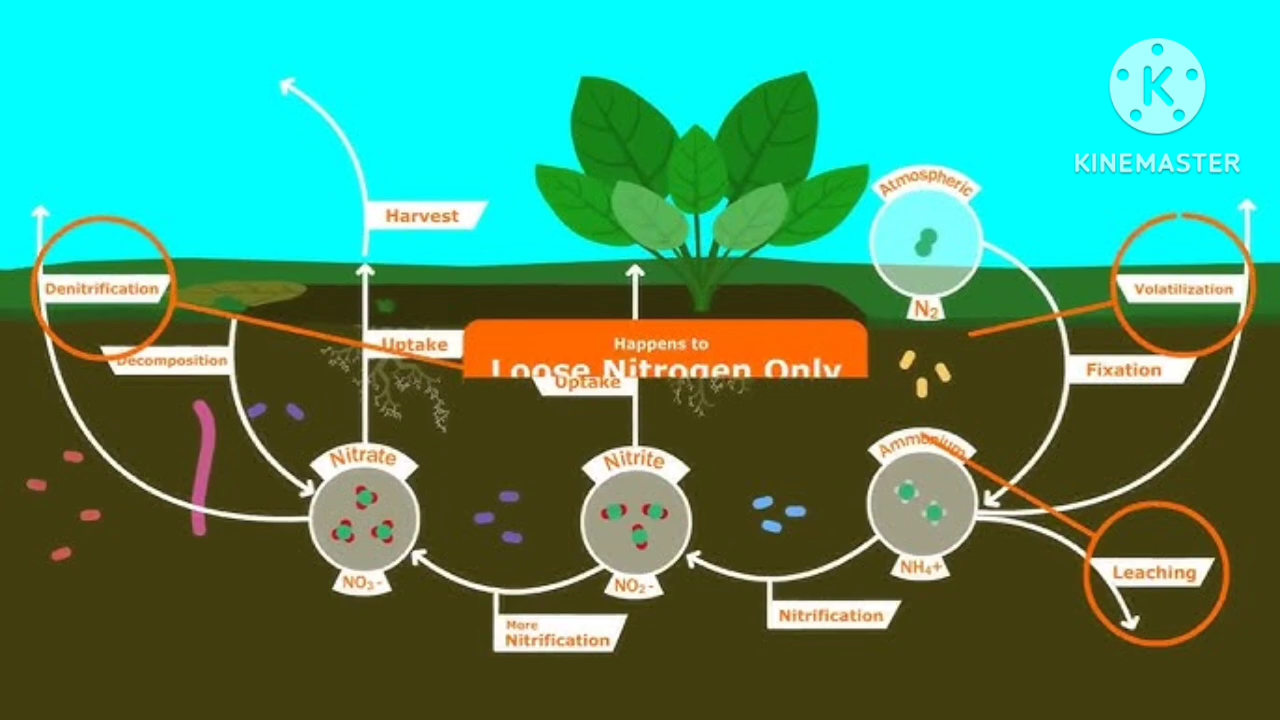 K
KINEMASTER
Atmospheric
N₂
Harvest
Denitrification
Volatilization
Happens to
Loose Nitrogen Only
Uptake
Decomposition
Uptake
Fixation
Nitrate
NO₃-
Nitrite
NO₂-
Ammonium
NH₄+
Leaching
Nitrification
More
Nitrification